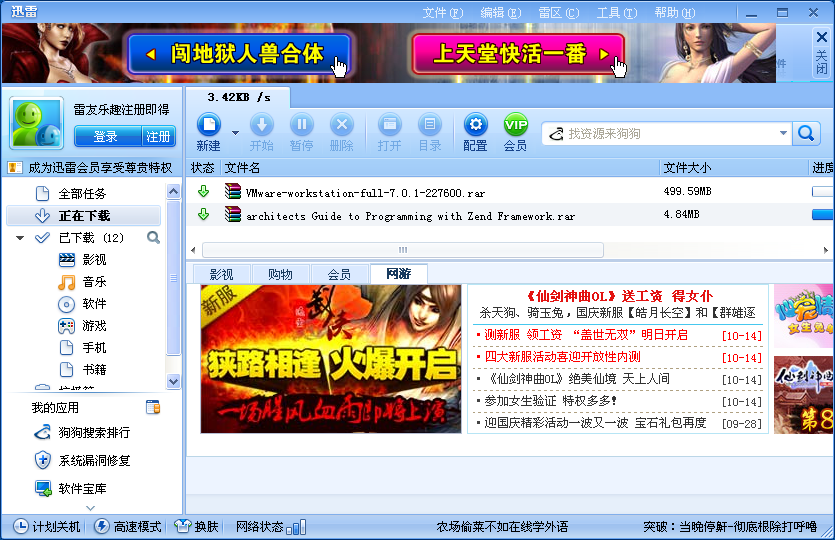 迅雷
文件(F) 编辑(E) 雷区(C) 工具(T) 帮助(H)
闯地狱人兽合体
上天堂快活一番
件
关闭
雷友乐趣注册即得
登录 注册
成为迅雷会员享受尊贵特权
3.42KB /s
新建 开始 暂停 删除 打开 目录 配置 会员
VIP
找资源来狗狗
状态 文件名 文件大小 进度
VMware-workstation-full-7.0.1-227600.rar 499.59MB
architects Guide to Programming with Zend Framework.rar 4.84MB
全部任务
正在下载
已下载 (12)
影视
音乐
软件
游戏
手机
书籍
我的应用
狗狗搜索排行
系统漏洞修复
软件宝库
影视 购物 会员 网游
新服
狭路相逢 火爆开启
一场腥风血雨即将上演
《仙剑神曲OL》送工资 得女仆
杀天狗、骑玉兔，国庆新服【皓月长空】和【群雄逐
测新服 领工资 “盖世无双”明日开启 [10-14]
四大新服活动喜迎开放性内测 [10-14]
《仙剑神曲OL》绝美仙境 天上人间 [10-14]
参加女生验证 特权多多! [10-14]
迎国庆精彩活动一波又一波 宝石礼包再度 [09-28]
第8
计划关机 高速模式 换肤 网络状态 农场偷菜不如在线学外语 突破：当晚停鼾-彻底根除打呼噜